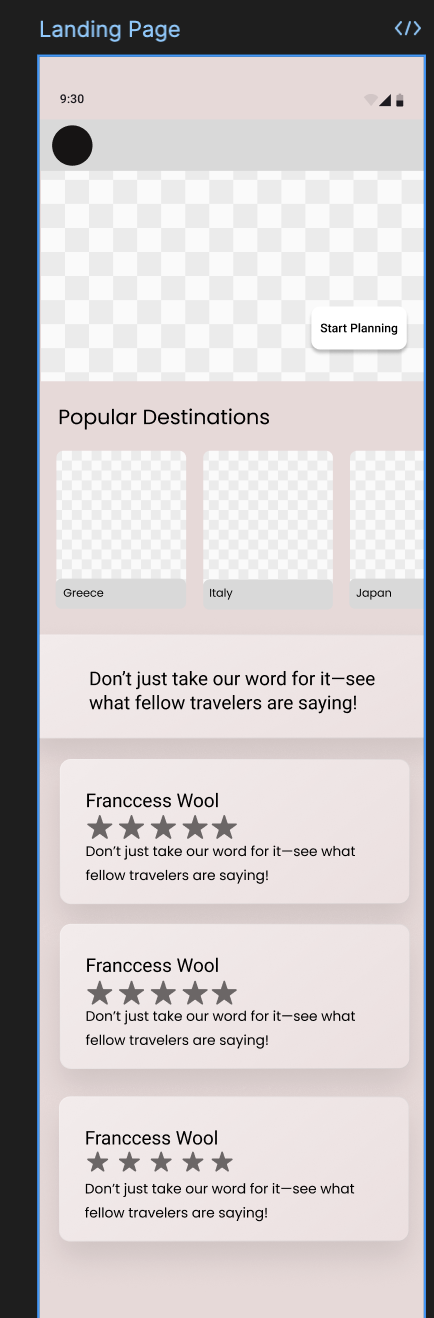 Landing Page
9:30
Start Planning
Popular Destinations
Greece
Italy
Japan
Don’t just take our word for it—see
what fellow travelers are saying!
Franccess Wool
Don’t just take our word for it—see what
fellow travelers are saying!
Franccess Wool
Don’t just take our word for it—see what
fellow travelers are saying!
Franccess Wool
Don’t just take our word for it—see what
fellow travelers are saying!